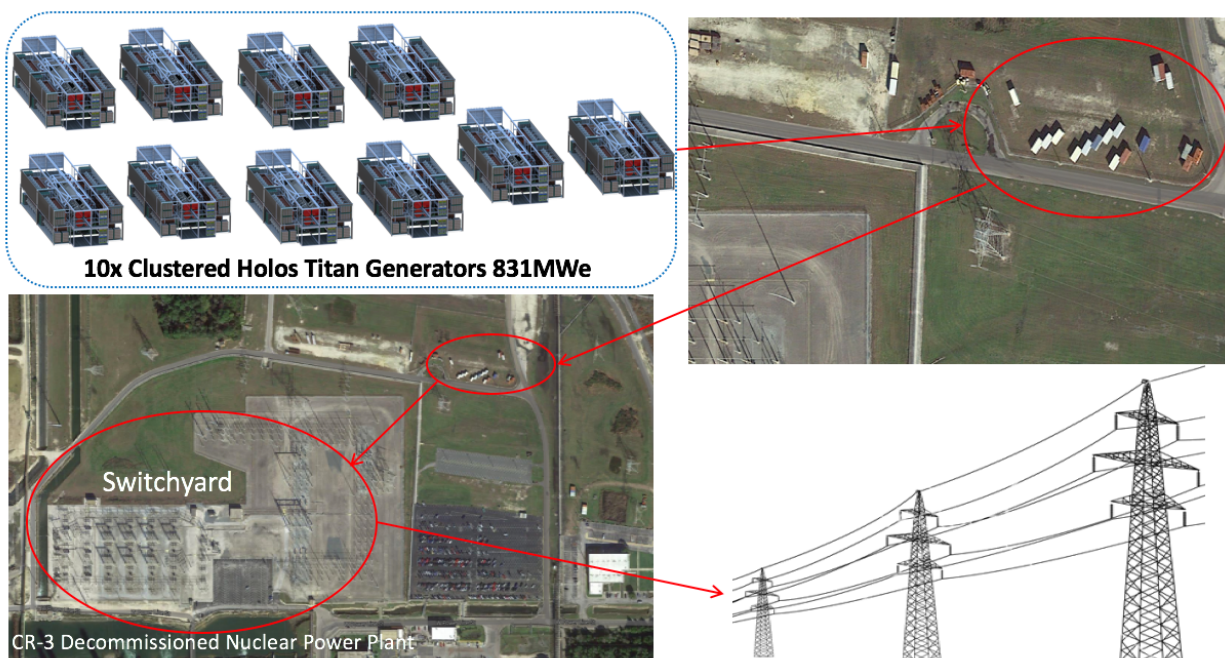 10x Clustered Holos Titan Generators 831MWe
Switchyard
CR-3 Decommissioned Nuclear Power Plant